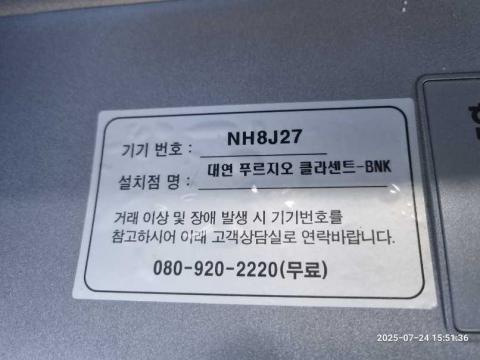 기기 번호 : NH8J27
설치점 명 : 대연 푸르지오 클라센트-BNK
거래 이상 및 장애 발생 시 기기번호를
참고하시어 아래 고객상담실로 연락바랍니다.
080-920-2220(무료)
2025-07-24 15:51:36